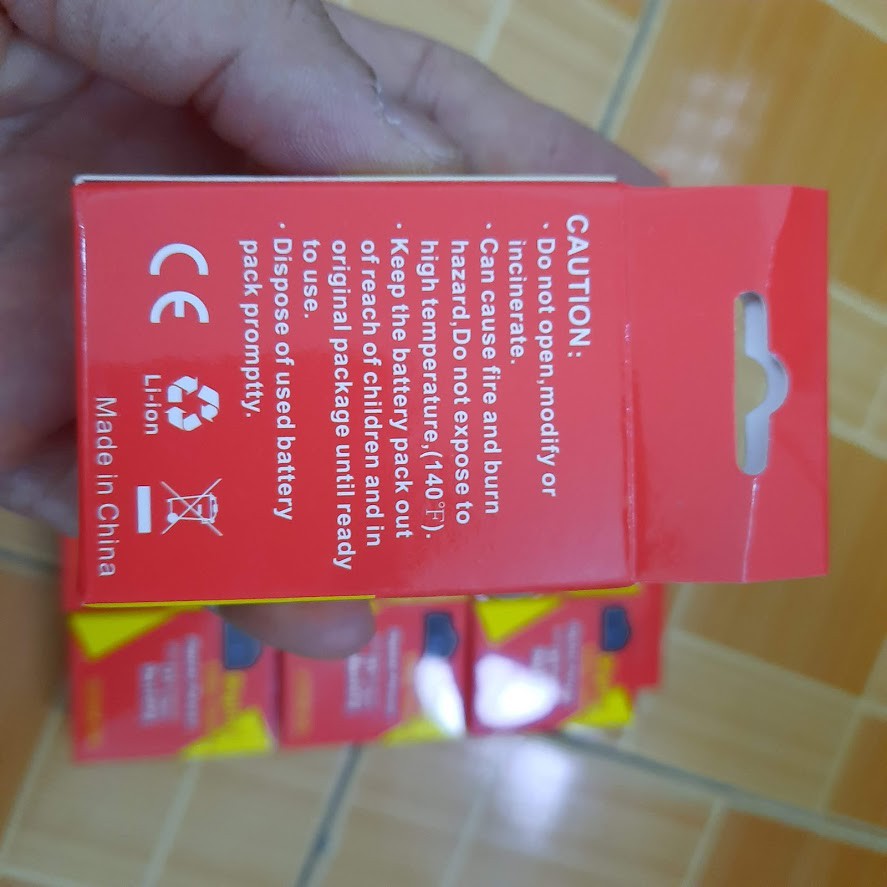 CAUTION:
· Do not open,modify or
incinerate.
· Can cause fire and burn
hazard,Do not expose to
high temperature,(140°F).
· Keep the battery pack out
of reach of children and in
original package until ready
to use.
· Dispose of used battery
pack promptty.
CE
Li-ion
Made in China